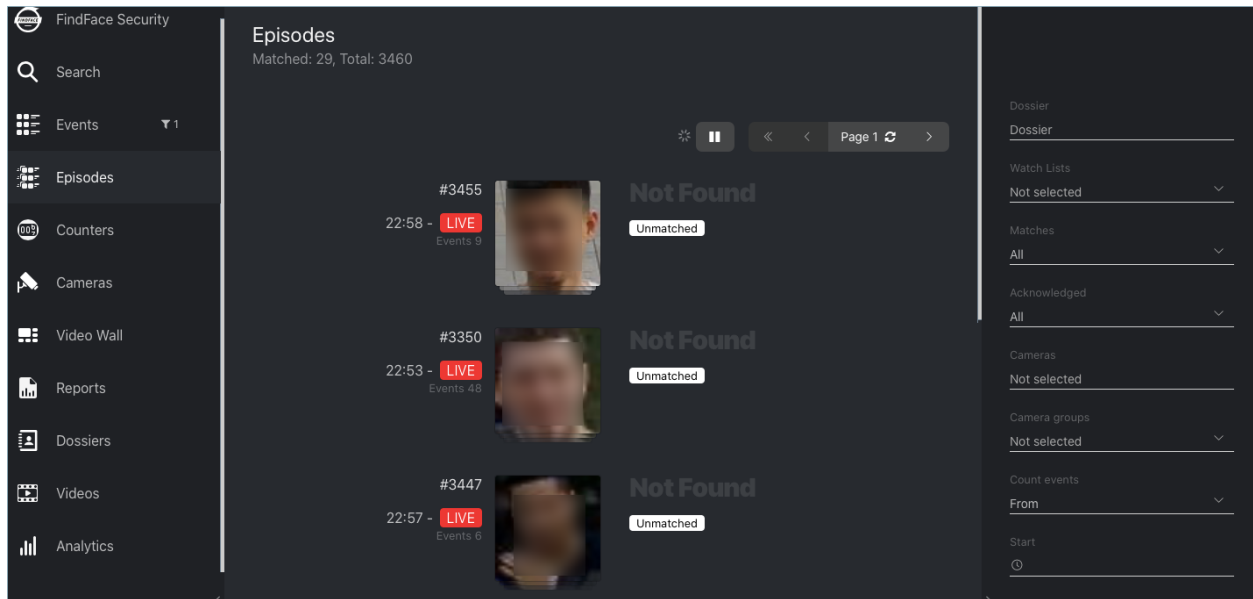 FindFace Security
Search
Events 1
Episodes
Counters
Cameras
Video Wall
Reports
Dossiers
Videos
Analytics
Episodes
Matched: 29, Total: 3460
Page 1
#3455
22:58 - LIVE
Events 9
Not Found
Unmatched
#3350
22:53 - LIVE
Events 48
Not Found
Unmatched
#3447
22:57 - LIVE
Events 6
Not Found
Unmatched
Dossier
Dossier
Watch Lists
Not selected
Matches
All
Acknowledged
All
Cameras
Not selected
Camera groups
Not selected
Count events
From
Start